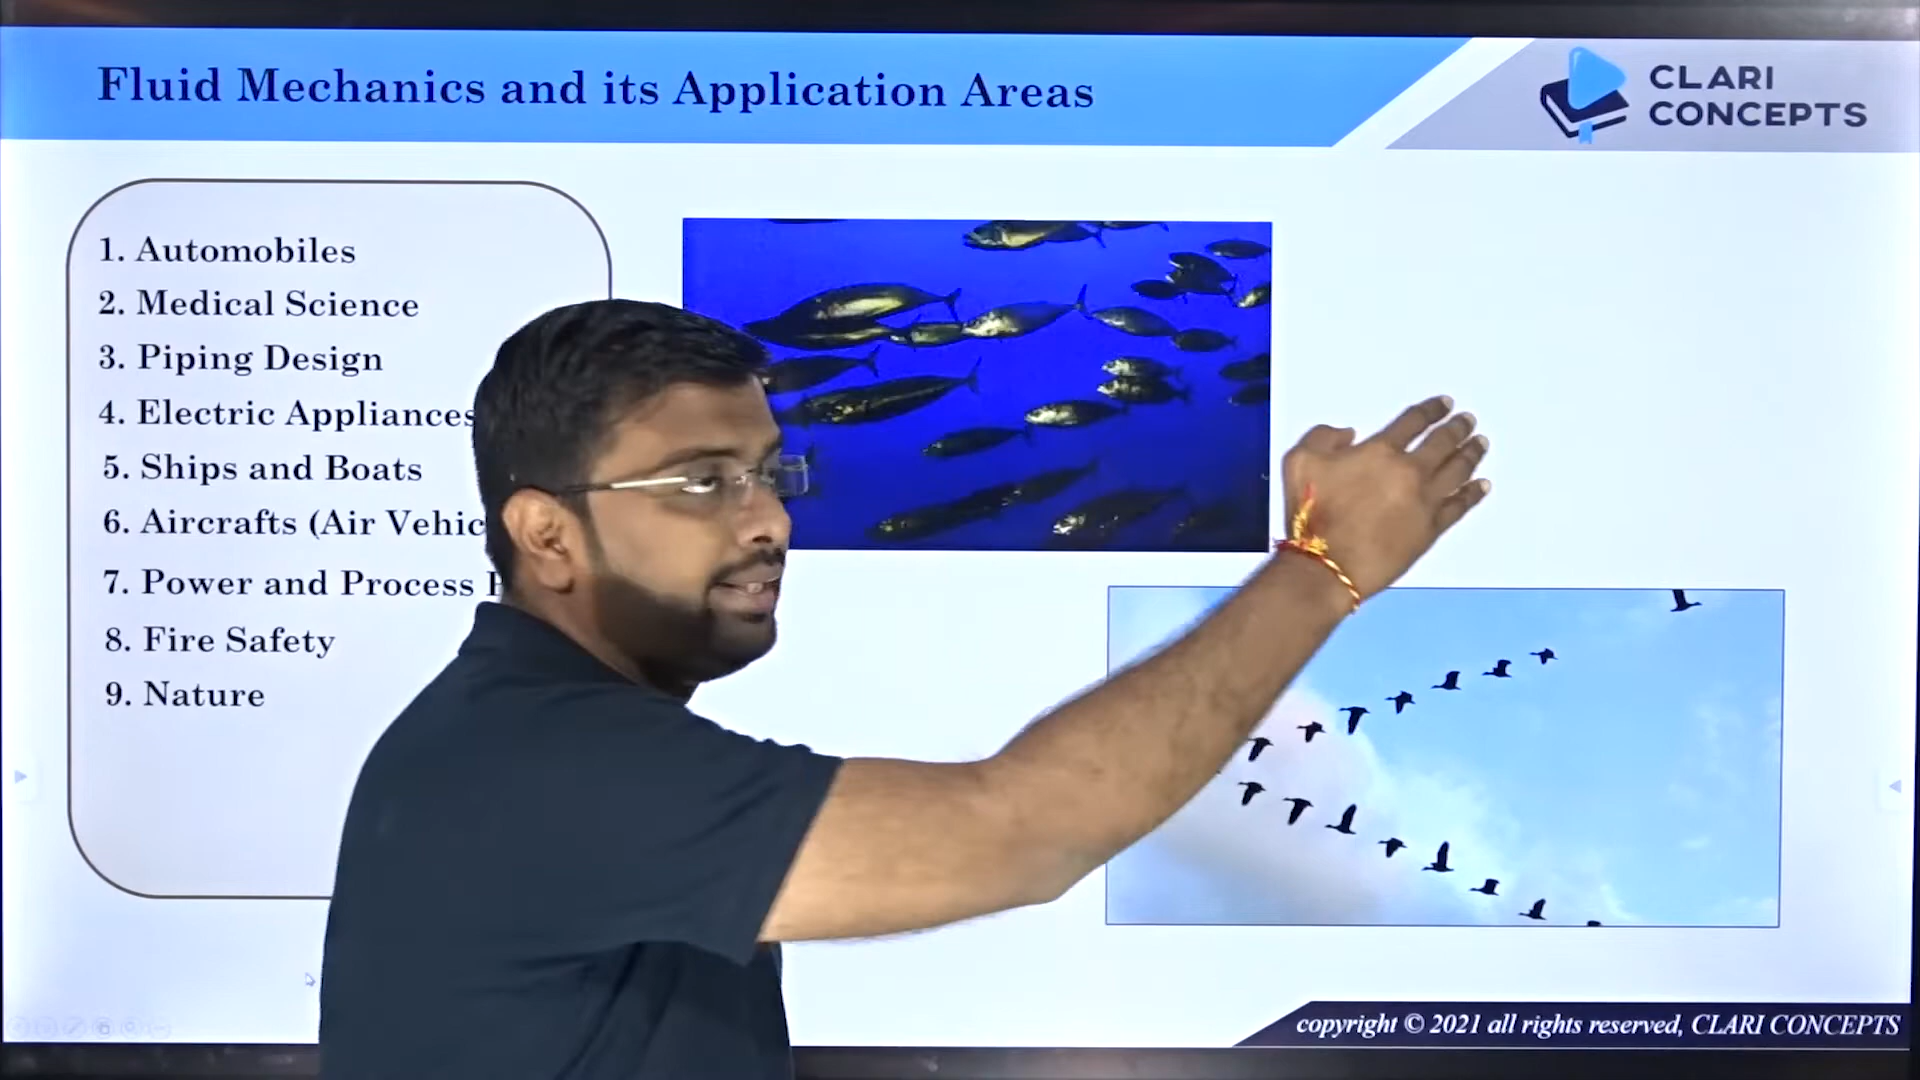 Fluid Mechanics and its Application Areas
CLARI
CONCEPTS
1. Automobiles
2. Medical Science
3. Piping Design
4. Electric Appliances
5. Ships and Boats
6. Aircrafts (Air Vehic
7. Power and Process
8. Fire Safety
9. Nature
copyright © 2021 all rights reserved, CLARI CONCEPTS